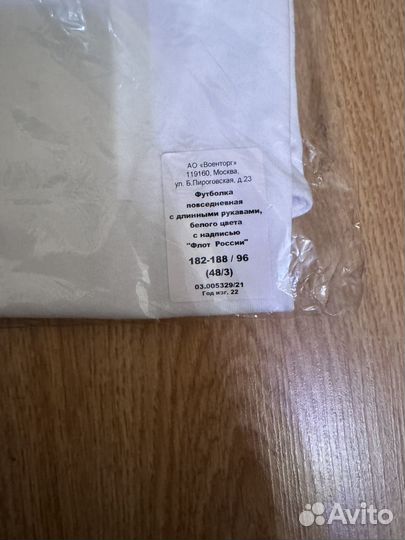 АО «Военторг»
119160, Москва,
ул. Б.Пироговская, д.23
Футболка
повседневная
с длинными рукавами,
белого цвета
с надписью
"Флот России"
182-188 / 96
(48/3)
03.005329/21
Год изг. 22
Avito